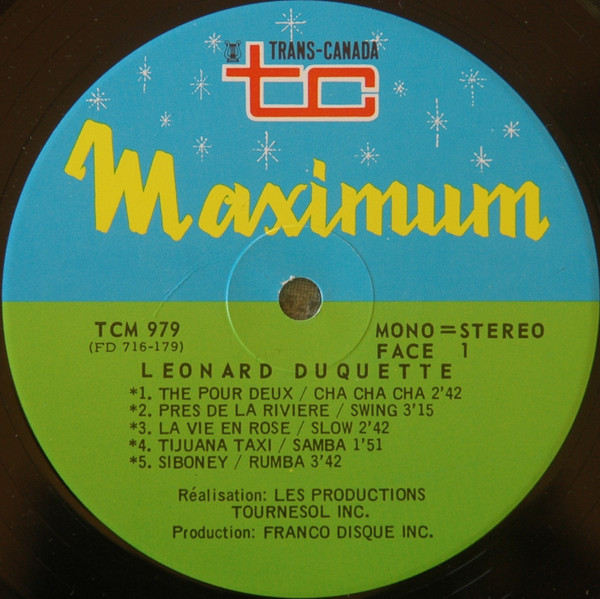 TRANS-CANADA
tc
Maximum
TCM 979
(FD 716-179)
MONO = STEREO
FACE 1
LEONARD DUQUETTE
*1. THE POUR DEUX / CHA CHA CHA 2'42
*2. PRES DE LA RIVIERE / SWING 3'15
*3. LA VIE EN ROSE / SLOW 2'42
*4. TIJUANA TAXI / SAMBA 1'51
*5. SIBONEY / RUMBA 3'42
Réalisation: LES PRODUCTIONS
TOURNESOL INC.
Production: FRANCO DISQUE INC.